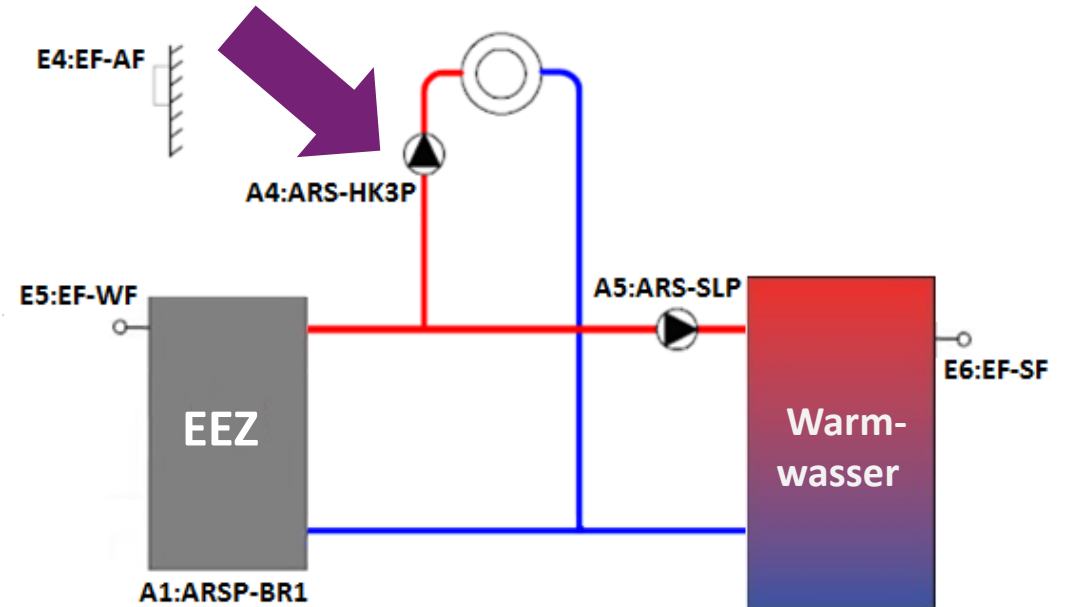 E4:EF-AF
A4:ARS-HK3P
E5:EF-WF
A5:ARS-SLP
E6:EF-SF
EEZ
Warm-
wasser
A1:ARSP-BR1